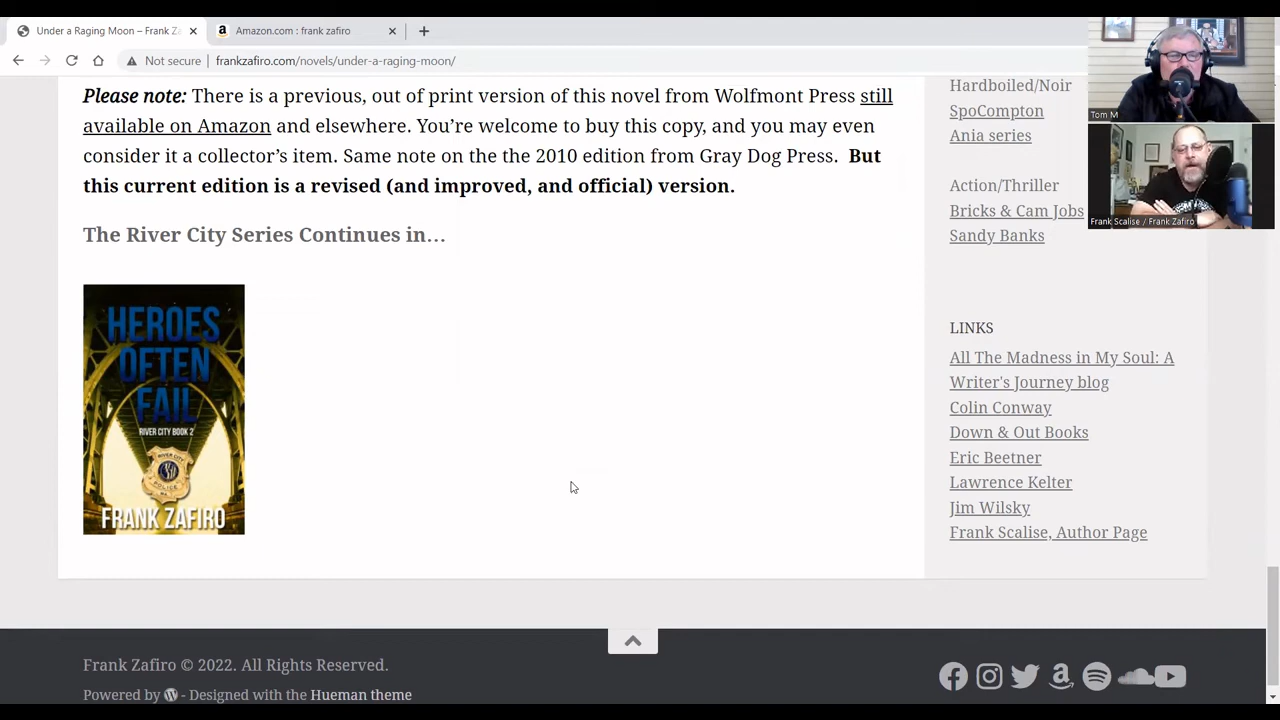 Under a Raging Moon – Frank Z
Amazon.com : frank zafiro
Not secure
frankzafiro.com/novels/under-a-raging-moon/
Please note: There is a previous, out of print version of this novel from Wolfmont Press still
available on Amazon and elsewhere. You’re welcome to buy this copy, and you may even
consider it a collector’s item. Same note on the the 2010 edition from Gray Dog Press. But
this current edition is a revised (and improved, and official) version.
The River City Series Continues in…
HEROES
OFTEN
FAIL
RIVER CITY BOOK 2
RIVER CITY
POLICE
FRANK ZAFIRO
Hardboiled/Noir
SpoCompton
Ania series
Action/Thriller
Bricks & Cam Jobs
Sandy Banks
LINKS
All The Madness in My Soul: A
Writer's Journey blog
Colin Conway
Down & Out Books
Eric Beetner
Lawrence Kelter
Jim Wilsky
Frank Scalise, Author Page
Tom M
Frank Scalise / Frank Zafiro
Frank Zafiro © 2022. All Rights Reserved.
Powered by - Designed with the Hueman theme